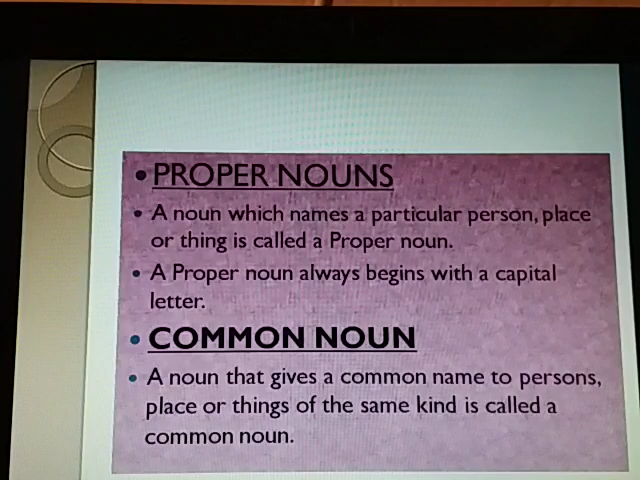 • PROPER NOUNS
• A noun which names a particular person, place
or thing is called a Proper noun.
• A Proper noun always begins with a capital
letter.
• COMMON NOUN
• A noun that gives a common name to persons,
place or things of the same kind is called a
common noun.